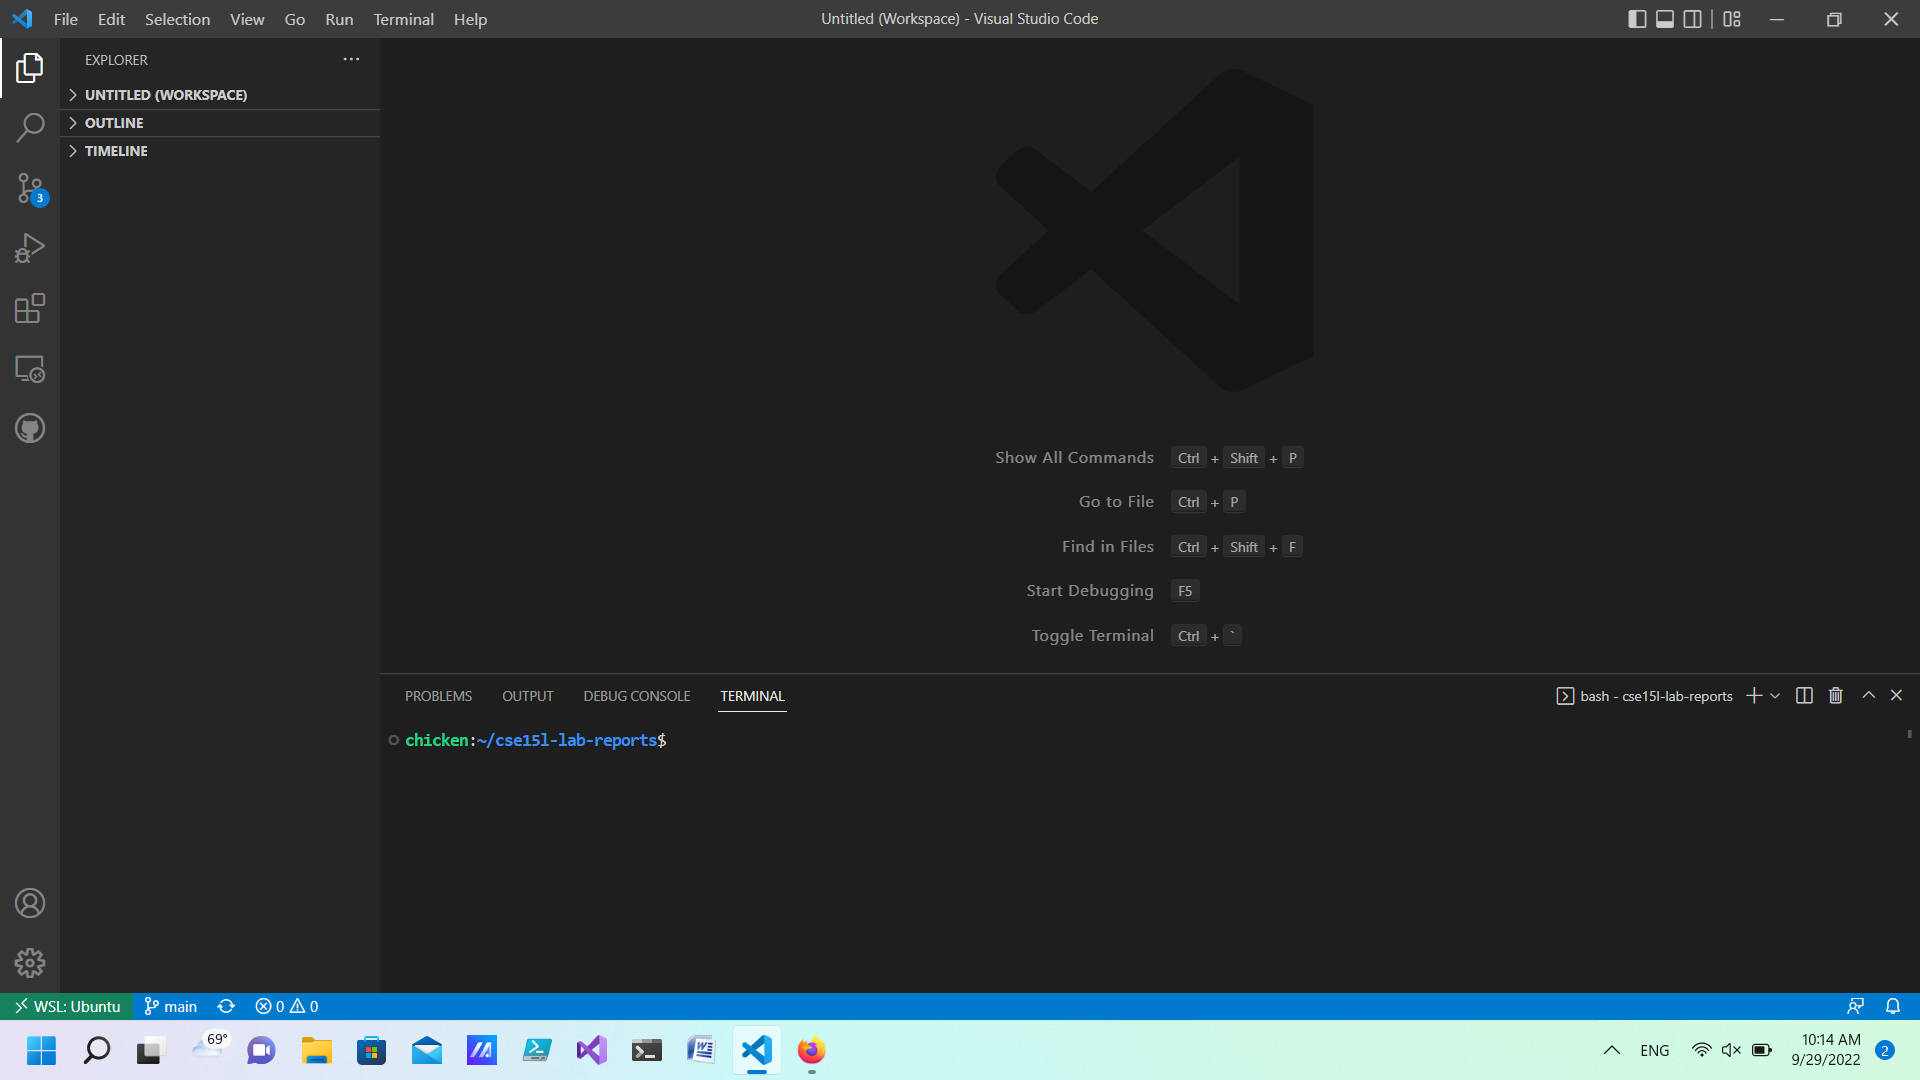 File Edit Selection View Go Run Terminal Help
Untitled (Workspace) - Visual Studio Code
EXPLORER
UNTITLED (WORKSPACE)
OUTLINE
TIMELINE
3
Show All Commands Ctrl + Shift + P
Go to File Ctrl + P
Find in Files Ctrl + Shift + F
Start Debugging F5
Toggle Terminal Ctrl + `
PROBLEMS OUTPUT DEBUG CONSOLE TERMINAL
bash - cse15l-lab-reports
chicken:~/cse15l-lab-reports$
WSL: Ubuntu main 0 0
69°
ENG
10:14 AM
9/29/2022
2